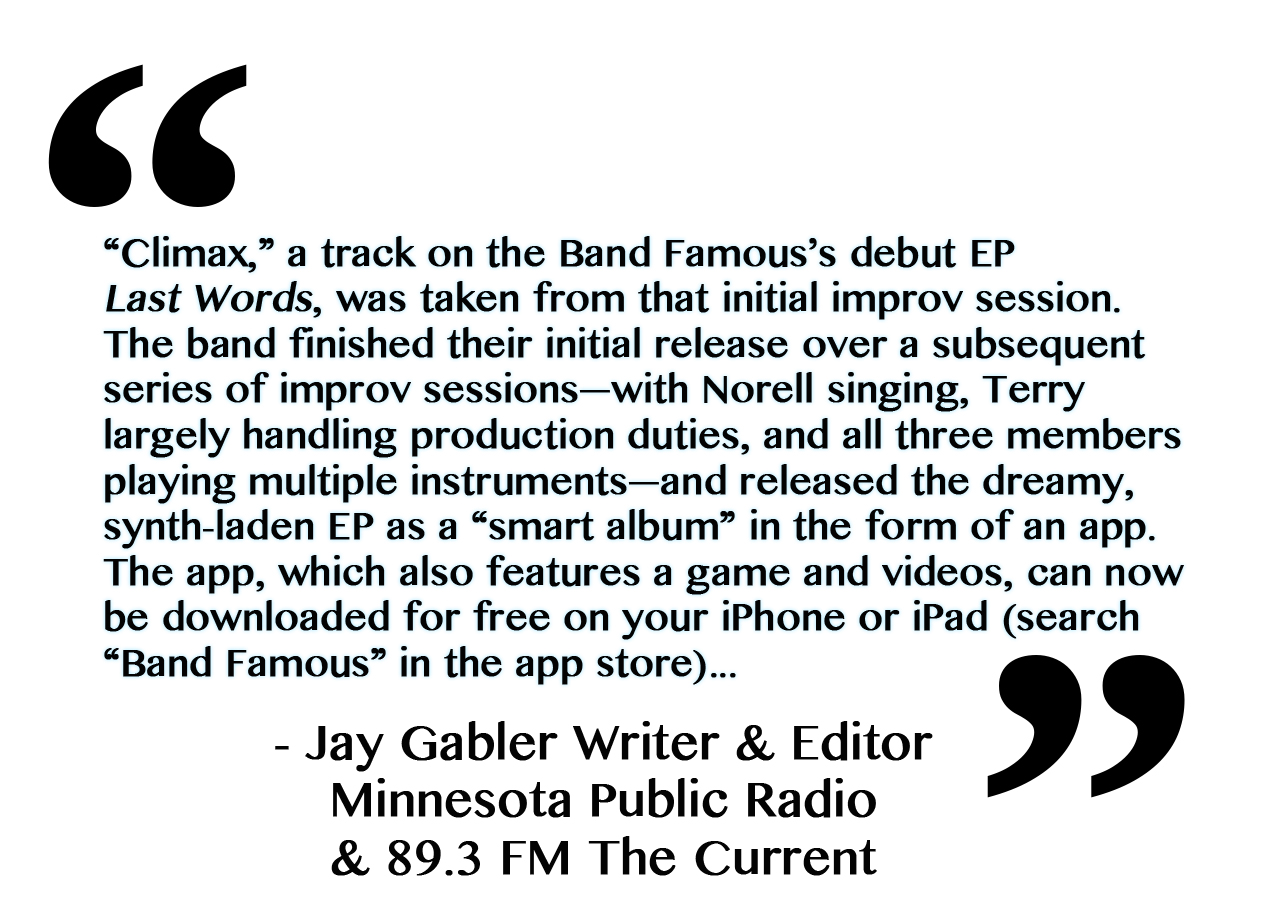 “
“Climax,” a track on the Band Famous’s debut EP
Last Words, was taken from that initial improv session.
The band finished their initial release over a subsequent
series of improv sessions—with Norell singing, Terry
largely handling production duties, and all three members
playing multiple instruments—and released the dreamy,
synth-laden EP as a “smart album” in the form of an app.
The app, which also features a game and videos, can now
be downloaded for free on your iPhone or iPad (search
“Band Famous” in the app store)...
”
- Jay Gabler Writer & Editor
Minnesota Public Radio
& 89.3 FM The Current